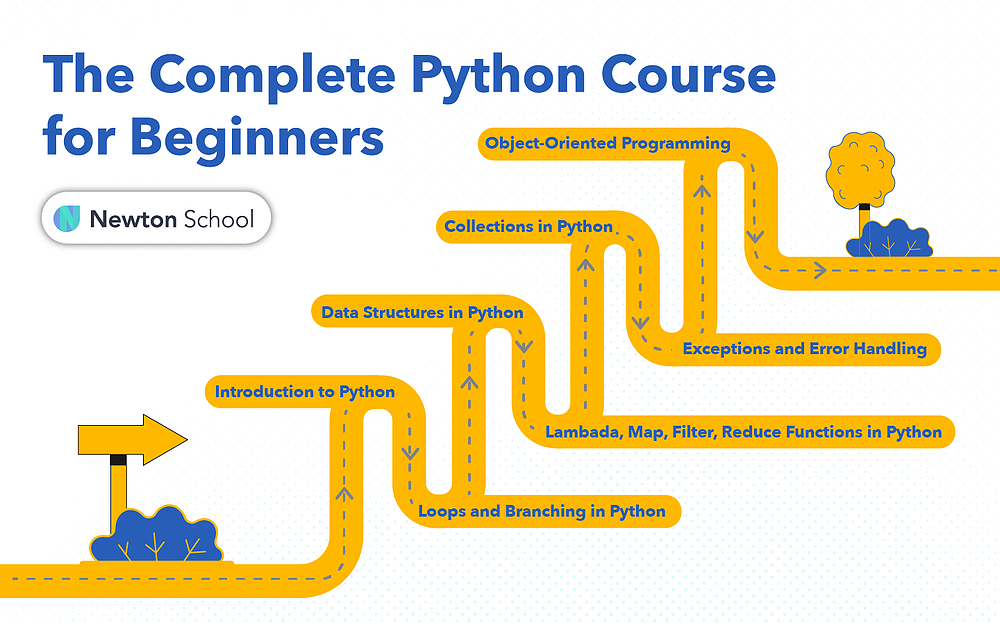 The Complete Python Course
for Beginners
Newton School
Object-Oriented Programming
Collections in Python
Data Structures in Python
Exceptions and Error Handling
Introduction to Python
Lambada, Map, Filter, Reduce Functions in Python
Loops and Branching in Python